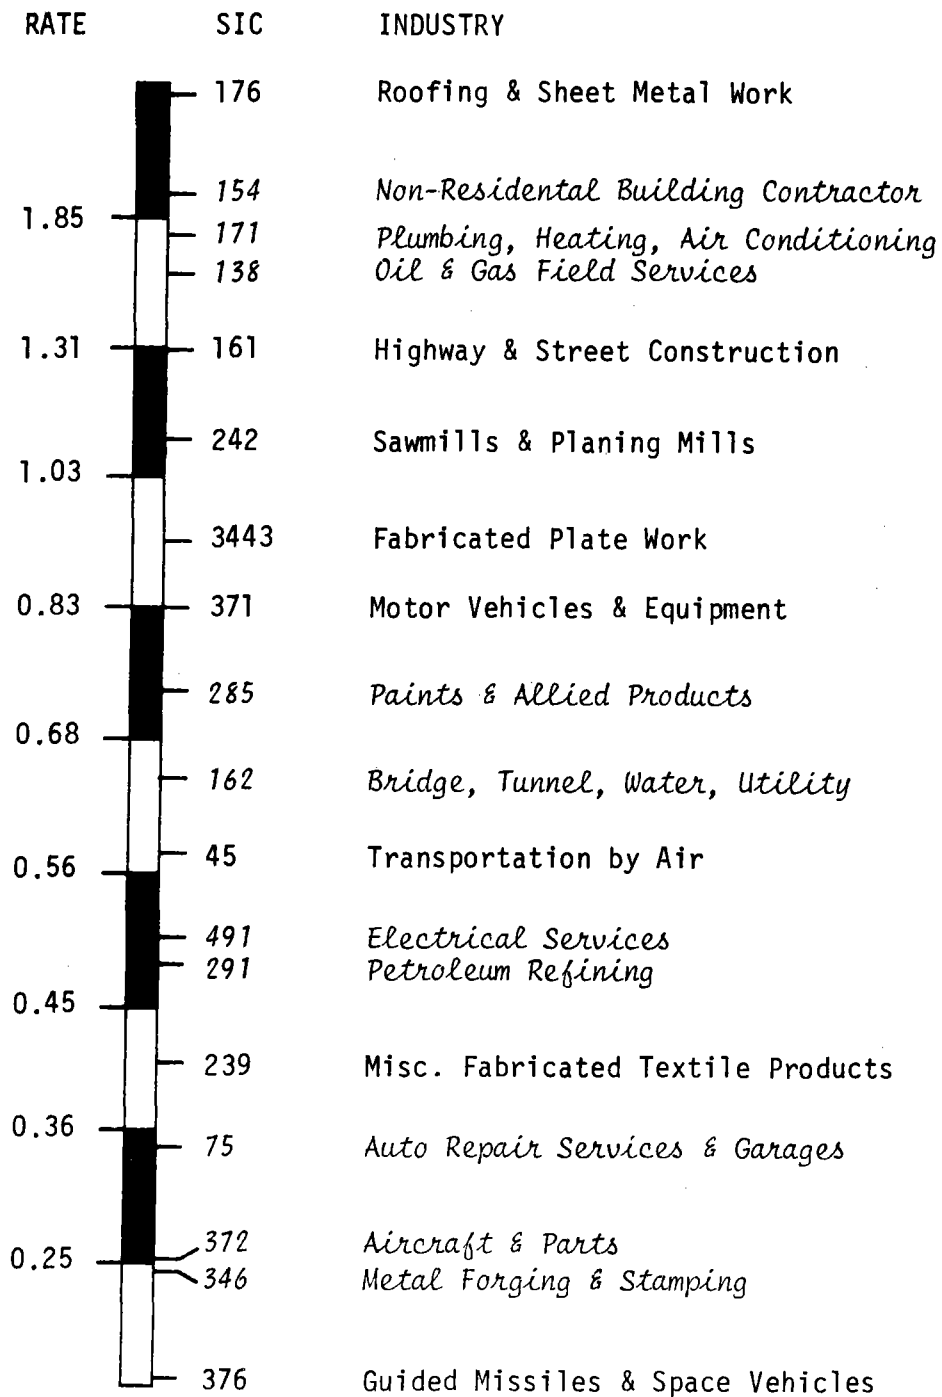 RATE SIC INDUSTRY
176 Roofing & Sheet Metal Work
154 Non-Residental Building Contractor
1.85
171 Plumbing, Heating, Air Conditioning
138 Oil & Gas Field Services
1.31 161 Highway & Street Construction
242 Sawmills & Planing Mills
1.03
3443 Fabricated Plate Work
0.83 371 Motor Vehicles & Equipment
285 Paints & Allied Products
0.68
162 Bridge, Tunnel, Water, Utility
45 Transportation by Air
0.56
491 Electrical Services
291 Petroleum Refining
0.45
239 Misc. Fabricated Textile Products
0.36
75 Auto Repair Services & Garages
372 Aircraft & Parts
0.25
346 Metal Forging & Stamping
376 Guided Missiles & Space Vehicles